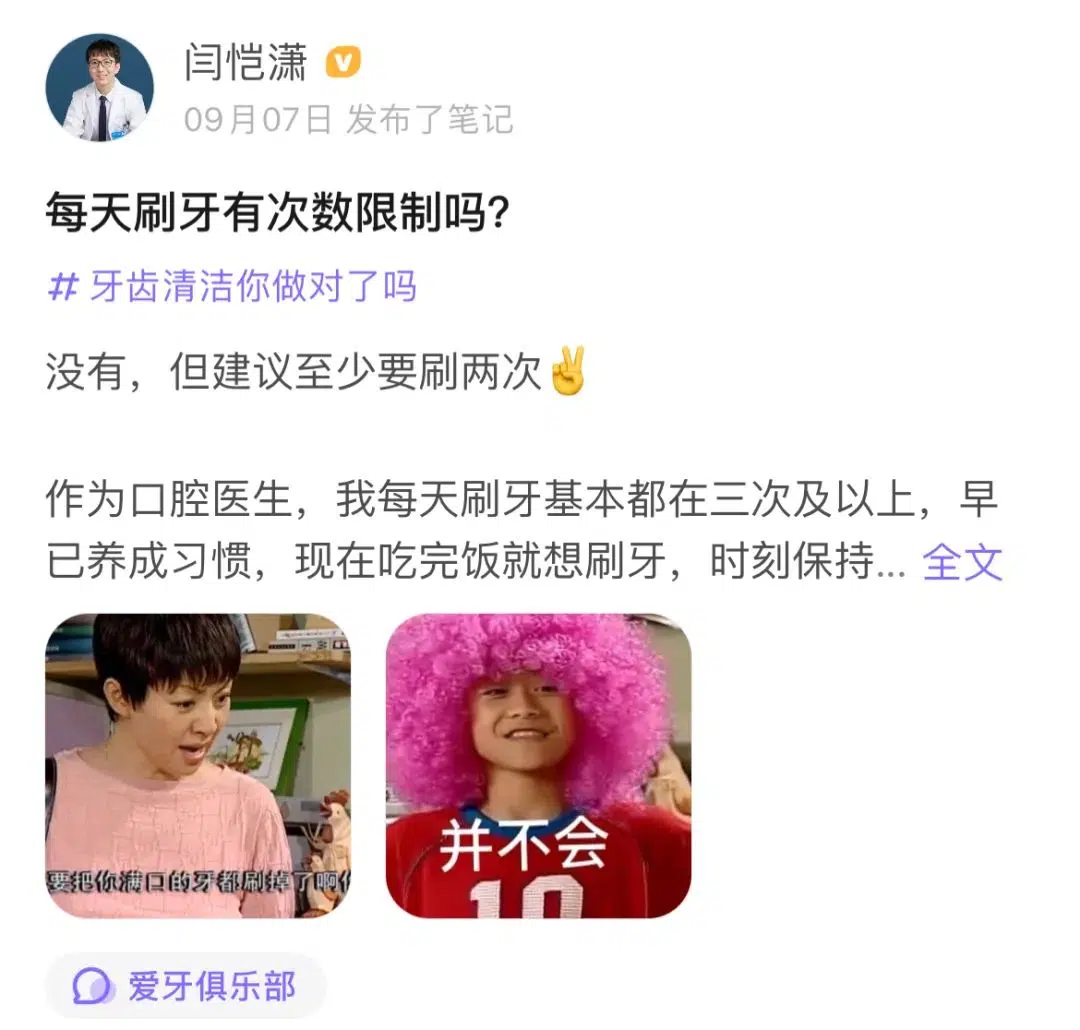 闫恺潇
09月07日 发布了笔记
每天刷牙有次数限制吗?
# 牙齿清洁你做对了吗
没有，但建议至少要刷两次✌️
作为口腔医生，我每天刷牙基本都在三次及以上，早
已养成习惯，现在吃完饭就想刷牙，时刻保持... 全文
要把你满口的牙都刷掉了啊
并不会
10
爱牙俱乐部